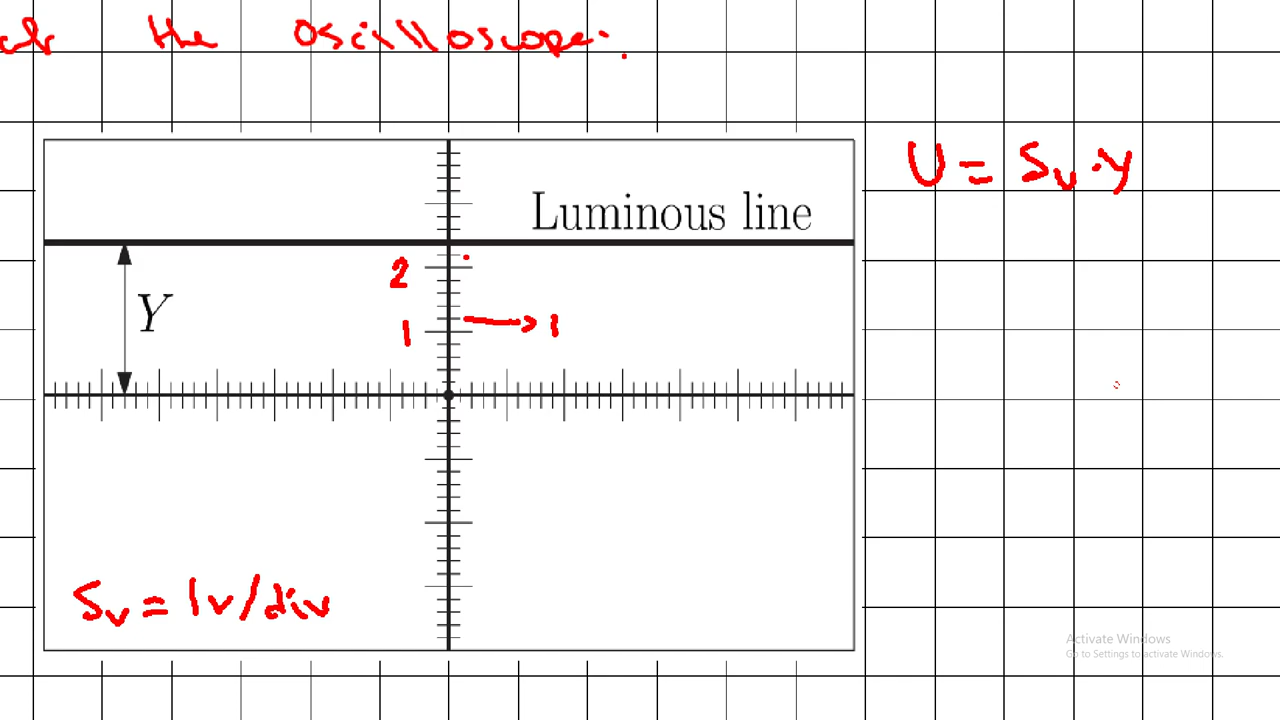 the oscilloscope.
U = Sv . y
Luminous line
2
Y
1 → 1
Sv = 1v/div
Activate Windows
Go to Settings to activate Windows.